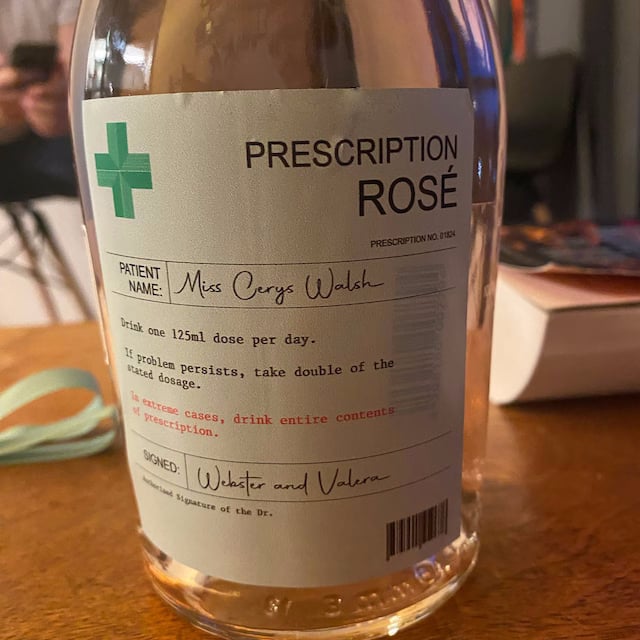 PRESCRIPTION
ROSÉ
PRESCRIPTION NO. 01824
PATIENT
NAME:
Miss Cerys Walsh
Drink one 125ml dose per day.
If problem persists, take double of the
stated dosage.
In extreme cases, drink entire contents
of prescription.
SIGNED:
Webster and Valera
Authorised Signature of the Dr.